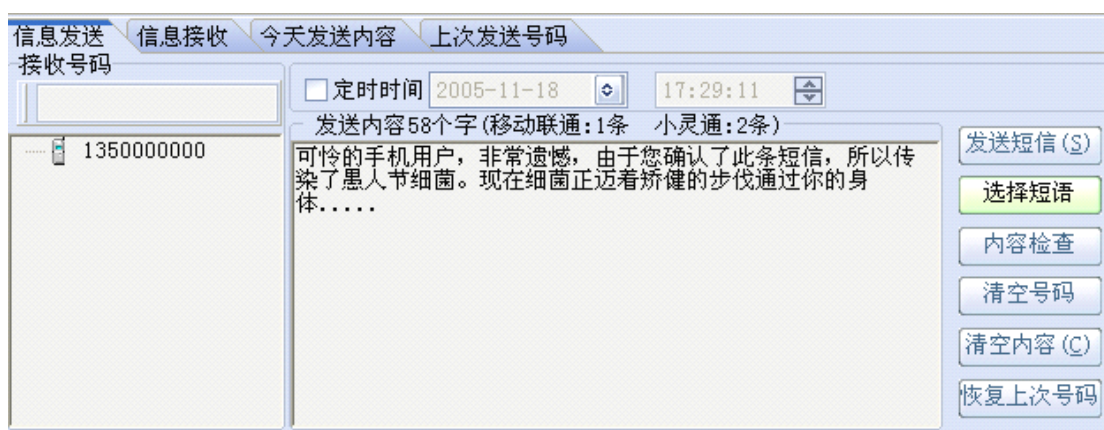 信息发送 信息接收 今天发送内容 上次发送号码
接收号码
定时时间 2005-11-18 17:29:11
发送内容58个字(移动联通:1条 小灵通:2条)
1350000000
可怜的手机用户，非常遗憾，由于您确认了此条短信，所以传
染了愚人节细菌。现在细菌正迈着矫健的步伐通过你的身
体.....
发送短信(S)
选择短语
内容检查
清空号码
清空内容(C)
恢复上次号码